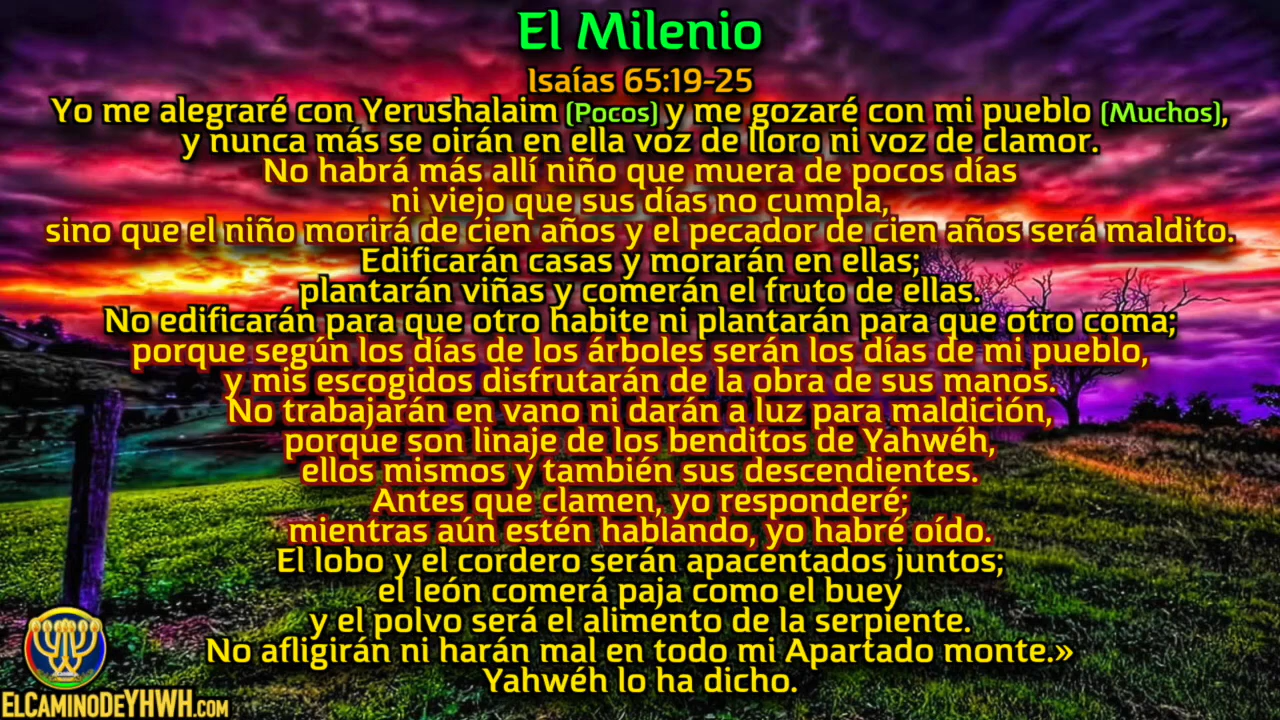 El Milenio
Isaías 65:19-25
Yo me alegraré con Yerushalaim (Pocos) y me gozaré con mi pueblo (Muchos),
y nunca más se oirán en ella voz de lloro ni voz de clamor.
No habrá más allí niño que muera de pocos días
ni viejo que sus días no cumpla,
sino que el niño morirá de cien años y el pecador de cien años será maldito.
Edificarán casas y morarán en ellas;
plantarán viñas y comerán el fruto de ellas.
No edificarán para que otro habite ni plantarán para que otro coma;
porque según los días de los árboles serán los días de mi pueblo,
y mis escogidos disfrutarán de la obra de sus manos.
No trabajarán en vano ni darán a luz para maldición,
porque son linaje de los benditos de Yahwéh,
ellos mismos y también sus descendientes.
Antes que clamen, yo responderé;
mientras aún estén hablando, yo habré oído.
El lobo y el cordero serán apacentados juntos;
el león comerá paja como el buey
y el polvo será el alimento de la serpiente.
No afligirán ni harán mal en todo mi Apartado monte.»
Yahwéh lo ha dicho.
ELCAMINODEYHWH.com